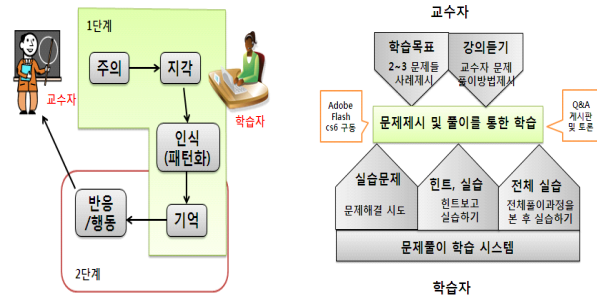 1단계
주의
지각
교수자
학습자
인식
(패턴화)
반응
/행동
기억
2단계
교수자
학습목표
2~3 문제들
사례제시
강의듣기
교수자 문제
풀이방법제시
Adobe
Flash
cs6 구동
문제제시 및 풀이를 통한 학습
Q&A
게시판
및 토론
실습문제
문제해결 시도
힌트, 실습
힌트보고
실습하기
전체 실습
전체풀이과정을
본 후 실습하기
문제풀이 학습 시스템
학습자